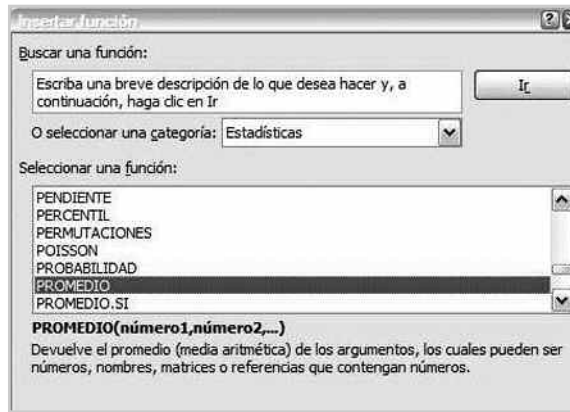 Insertar función
Buscar una función:
Escriba una breve descripción de lo que desea hacer y, a
continuación, haga clic en Ir
Ir
O seleccionar una categoría: Estadísticas
Seleccionar una función:
PENDIENTE
PERCENTIL
PERMUTACIONES
POISSON
PROBABILIDAD
PROMEDIO
PROMEDIO.SI
PROMEDIO(número1,número2,...)
Devuelve el promedio (media aritmética) de los argumentos, los cuales pueden ser
números, nombres, matrices o referencias que contengan números.